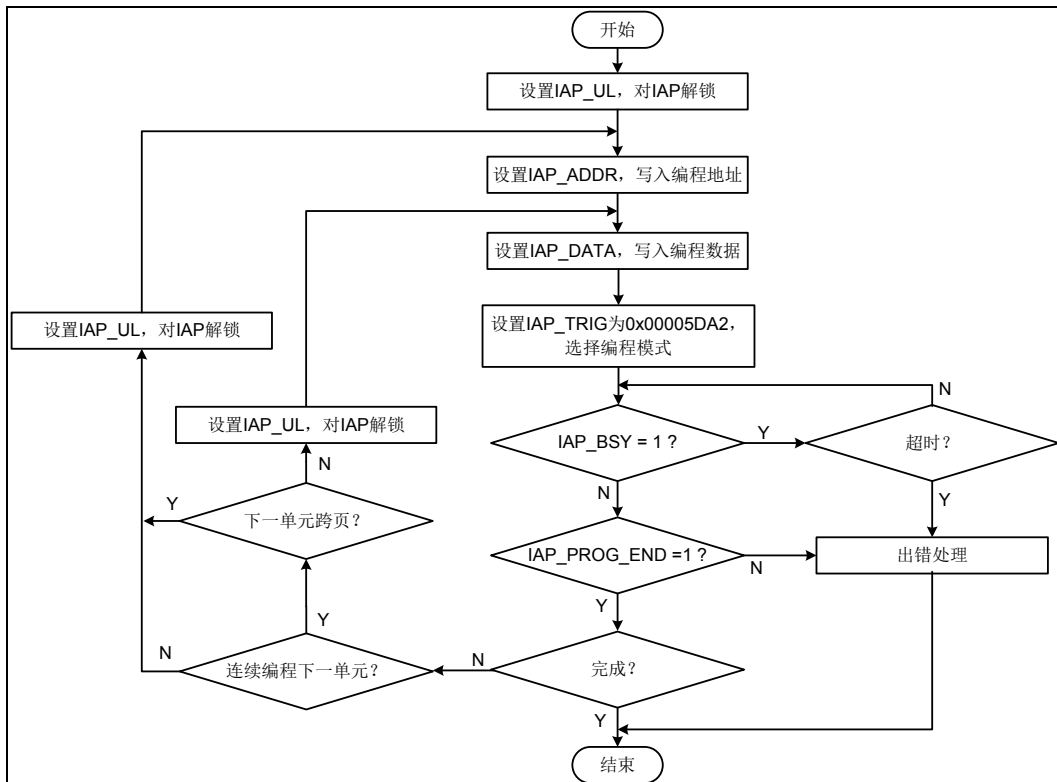 开始
设置IAP_UL，对IAP解锁
设置IAP_ADDR，写入编程地址
设置IAP_DATA，写入编程数据
设置IAP_UL，对IAP解锁
设置IAP_TRIG为0x00005DA2，
选择编程模式
N
设置IAP_UL，对IAP解锁
IAP_BSY = 1 ?
Y
超时？
N
Y
下一单元跨页？
N
Y
IAP_PROG_END =1 ?
N
出错处理
Y
Y
N
连续编程下一单元？
N
完成？
Y
结束